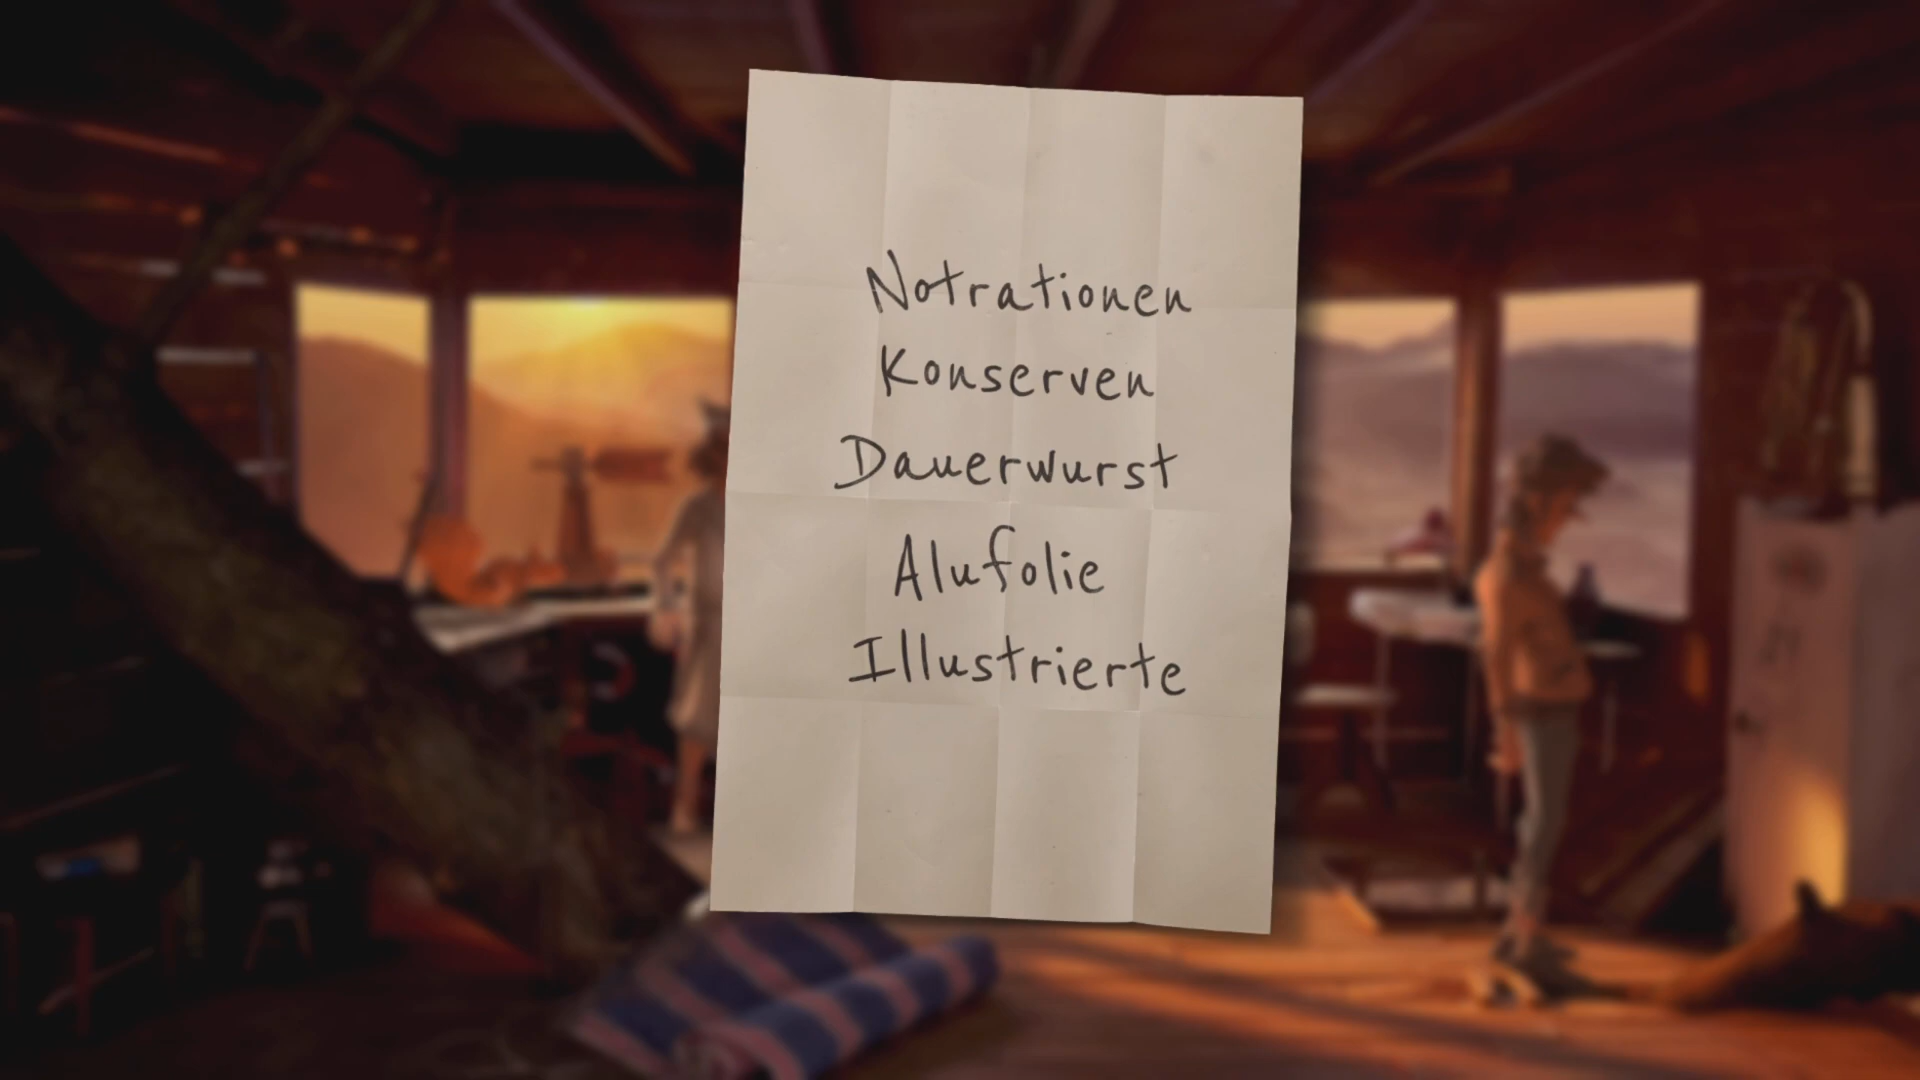 Notrationen
Konserven
Dauerwurst
Alufolie
Illustrierte